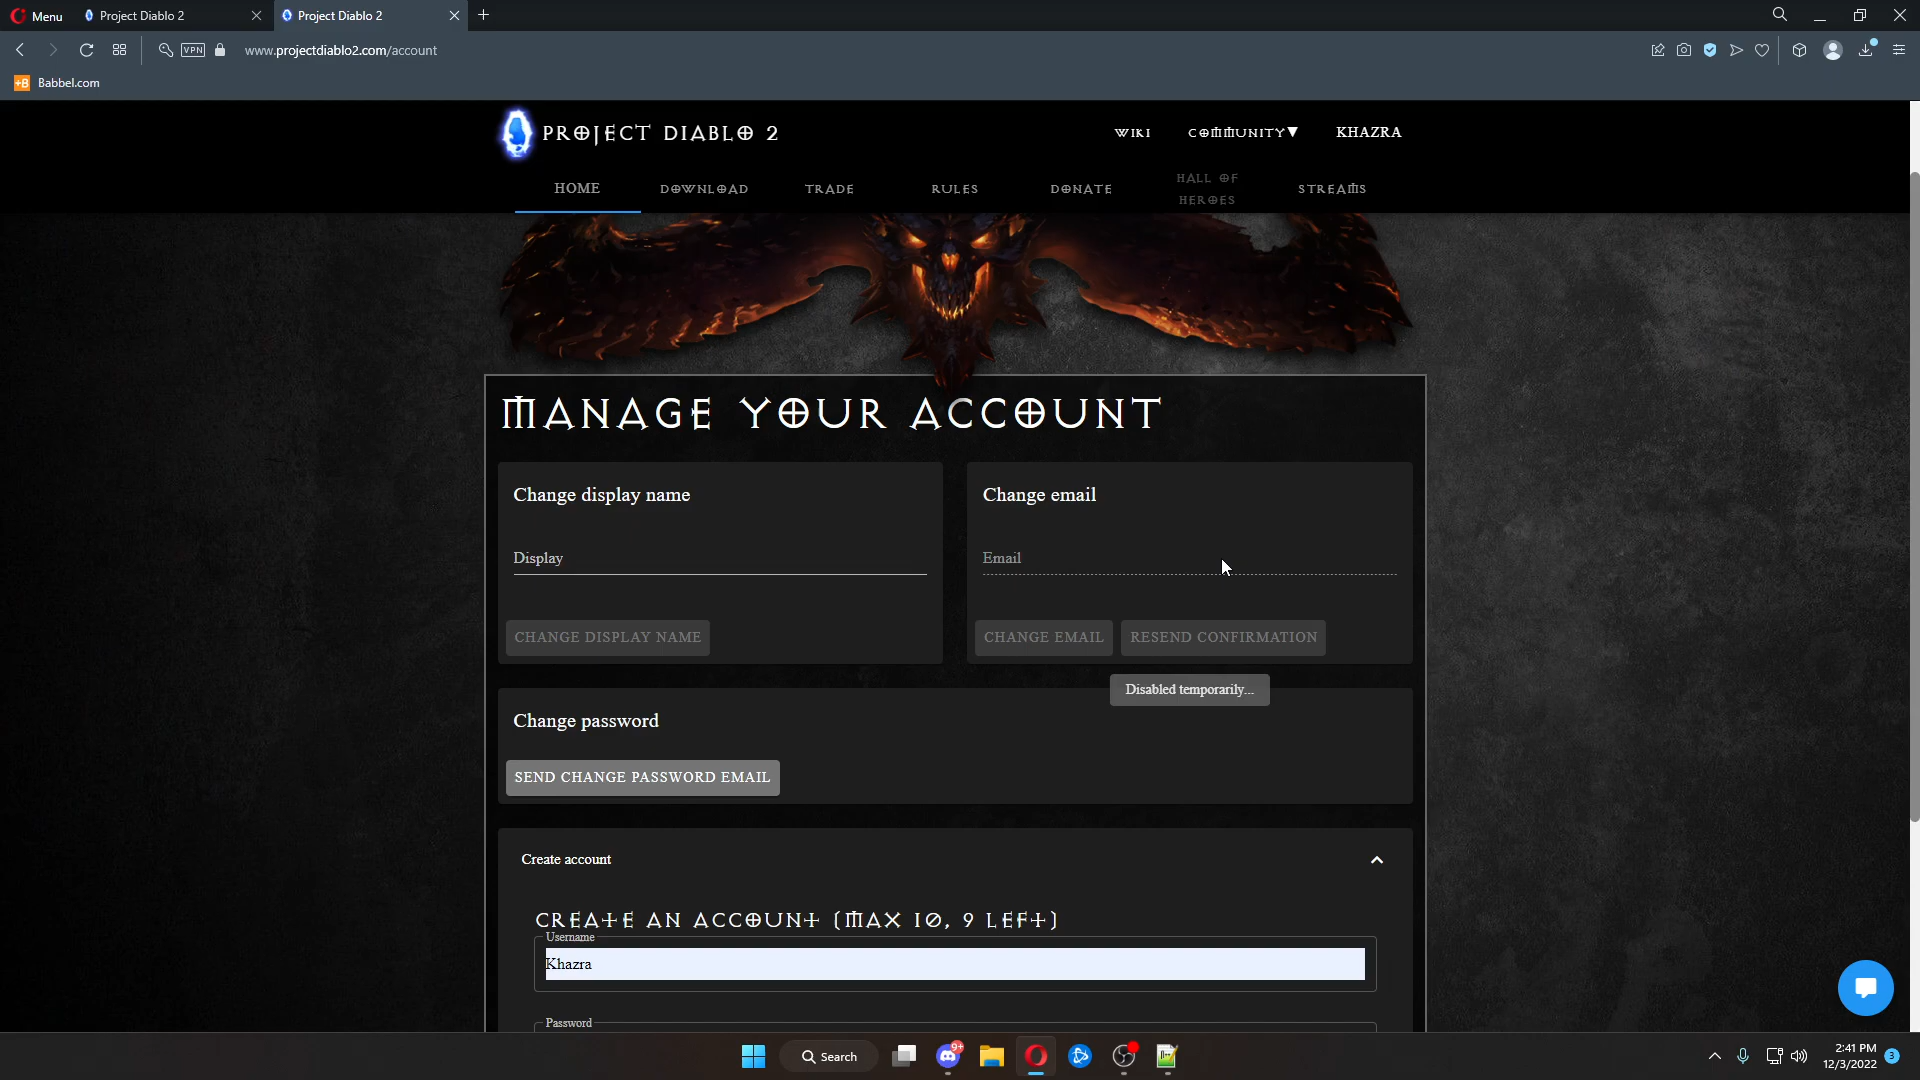 Menu
Project Diablo 2
Project Diablo 2
VPN
www.projectdiablo2.com/account
+B Babbel.com
PROJECT DIABLO 2
WIKI
COMMUNITY▼
KHAZRA
HOME
DOWNLOAD
TRADE
RULES
DONATE
HALL OF
HEROES
STREAMS
MANAGE YOUR ACCOUNT
Change display name
Change email
Display
Email
CHANGE DISPLAY NAME
CHANGE EMAIL
RESEND CONFIRMATION
Disabled temporarily...
Change password
SEND CHANGE PASSWORD EMAIL
Create account
CREATE AN ACCOUNT (MAX 10, 9 LEFT)
Username
Khazra
Password
Search
9+
2:41 PM
12/3/2022
3